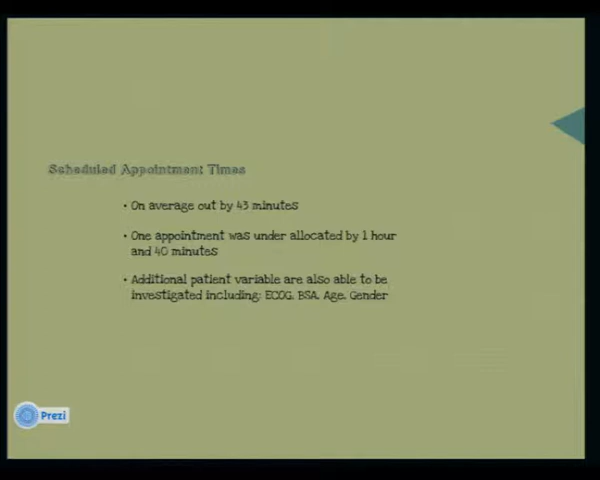 Scheduled Appointment Times
• On average out by 43 minutes
• One appointment was under allocated by 1 hour
and 40 minutes
• Additional patient variable are also able to be
investigated including: ECOG, BSA, Age, Gender
Prezi